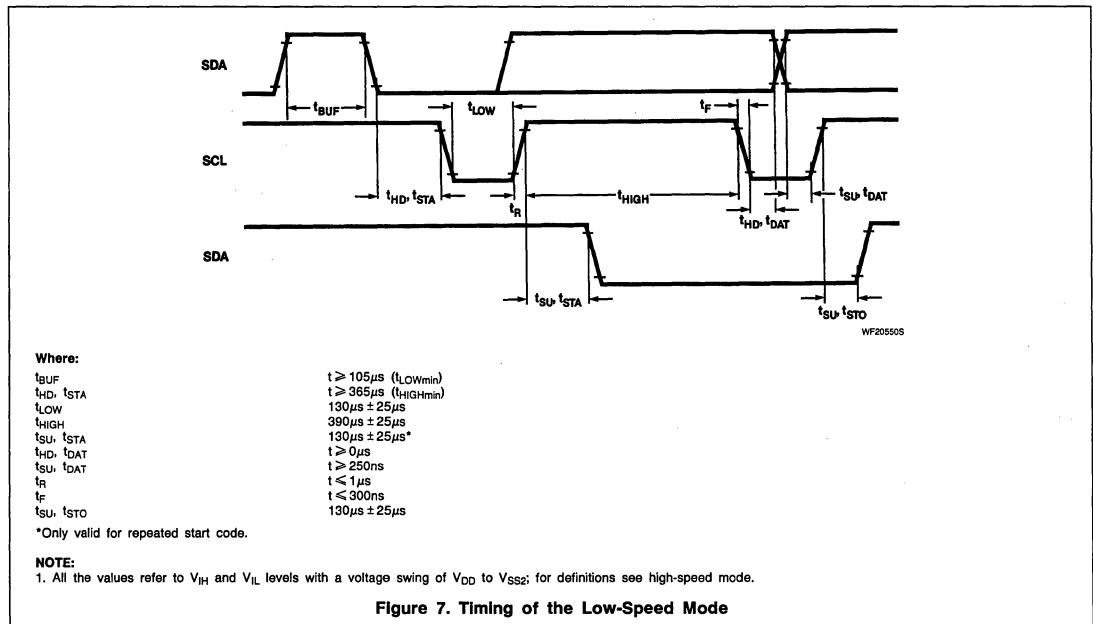 SDA
tBUF
tLOW
tF
SCL
tHD, tSTA
tR
tHIGH
tSU, tDAT
tHD, tDAT
SDA
tSU, tSTA
tSU, tSTO
WF20550S
Where:
tBUF t ⩾ 105μs (tLOWmin)
tHD, tSTA t ⩾ 365μs (tHIGHmin)
tLOW 130μs ± 25μs
tHIGH 390μs ± 25μs
tSU, tSTA 130μs ± 25μs*
tHD, tDAT t ⩾ 0μs
tSU, tDAT t ⩾ 250ns
tR t ⩽ 1μs
tF t ⩽ 300ns
tSU, tSTO 130μs ± 25μs
*Only valid for repeated start code.
NOTE:
1. All the values refer to VIH and VIL levels with a voltage swing of VDD to VSS2; for definitions see high-speed mode.
Figure 7. Timing of the Low-Speed Mode